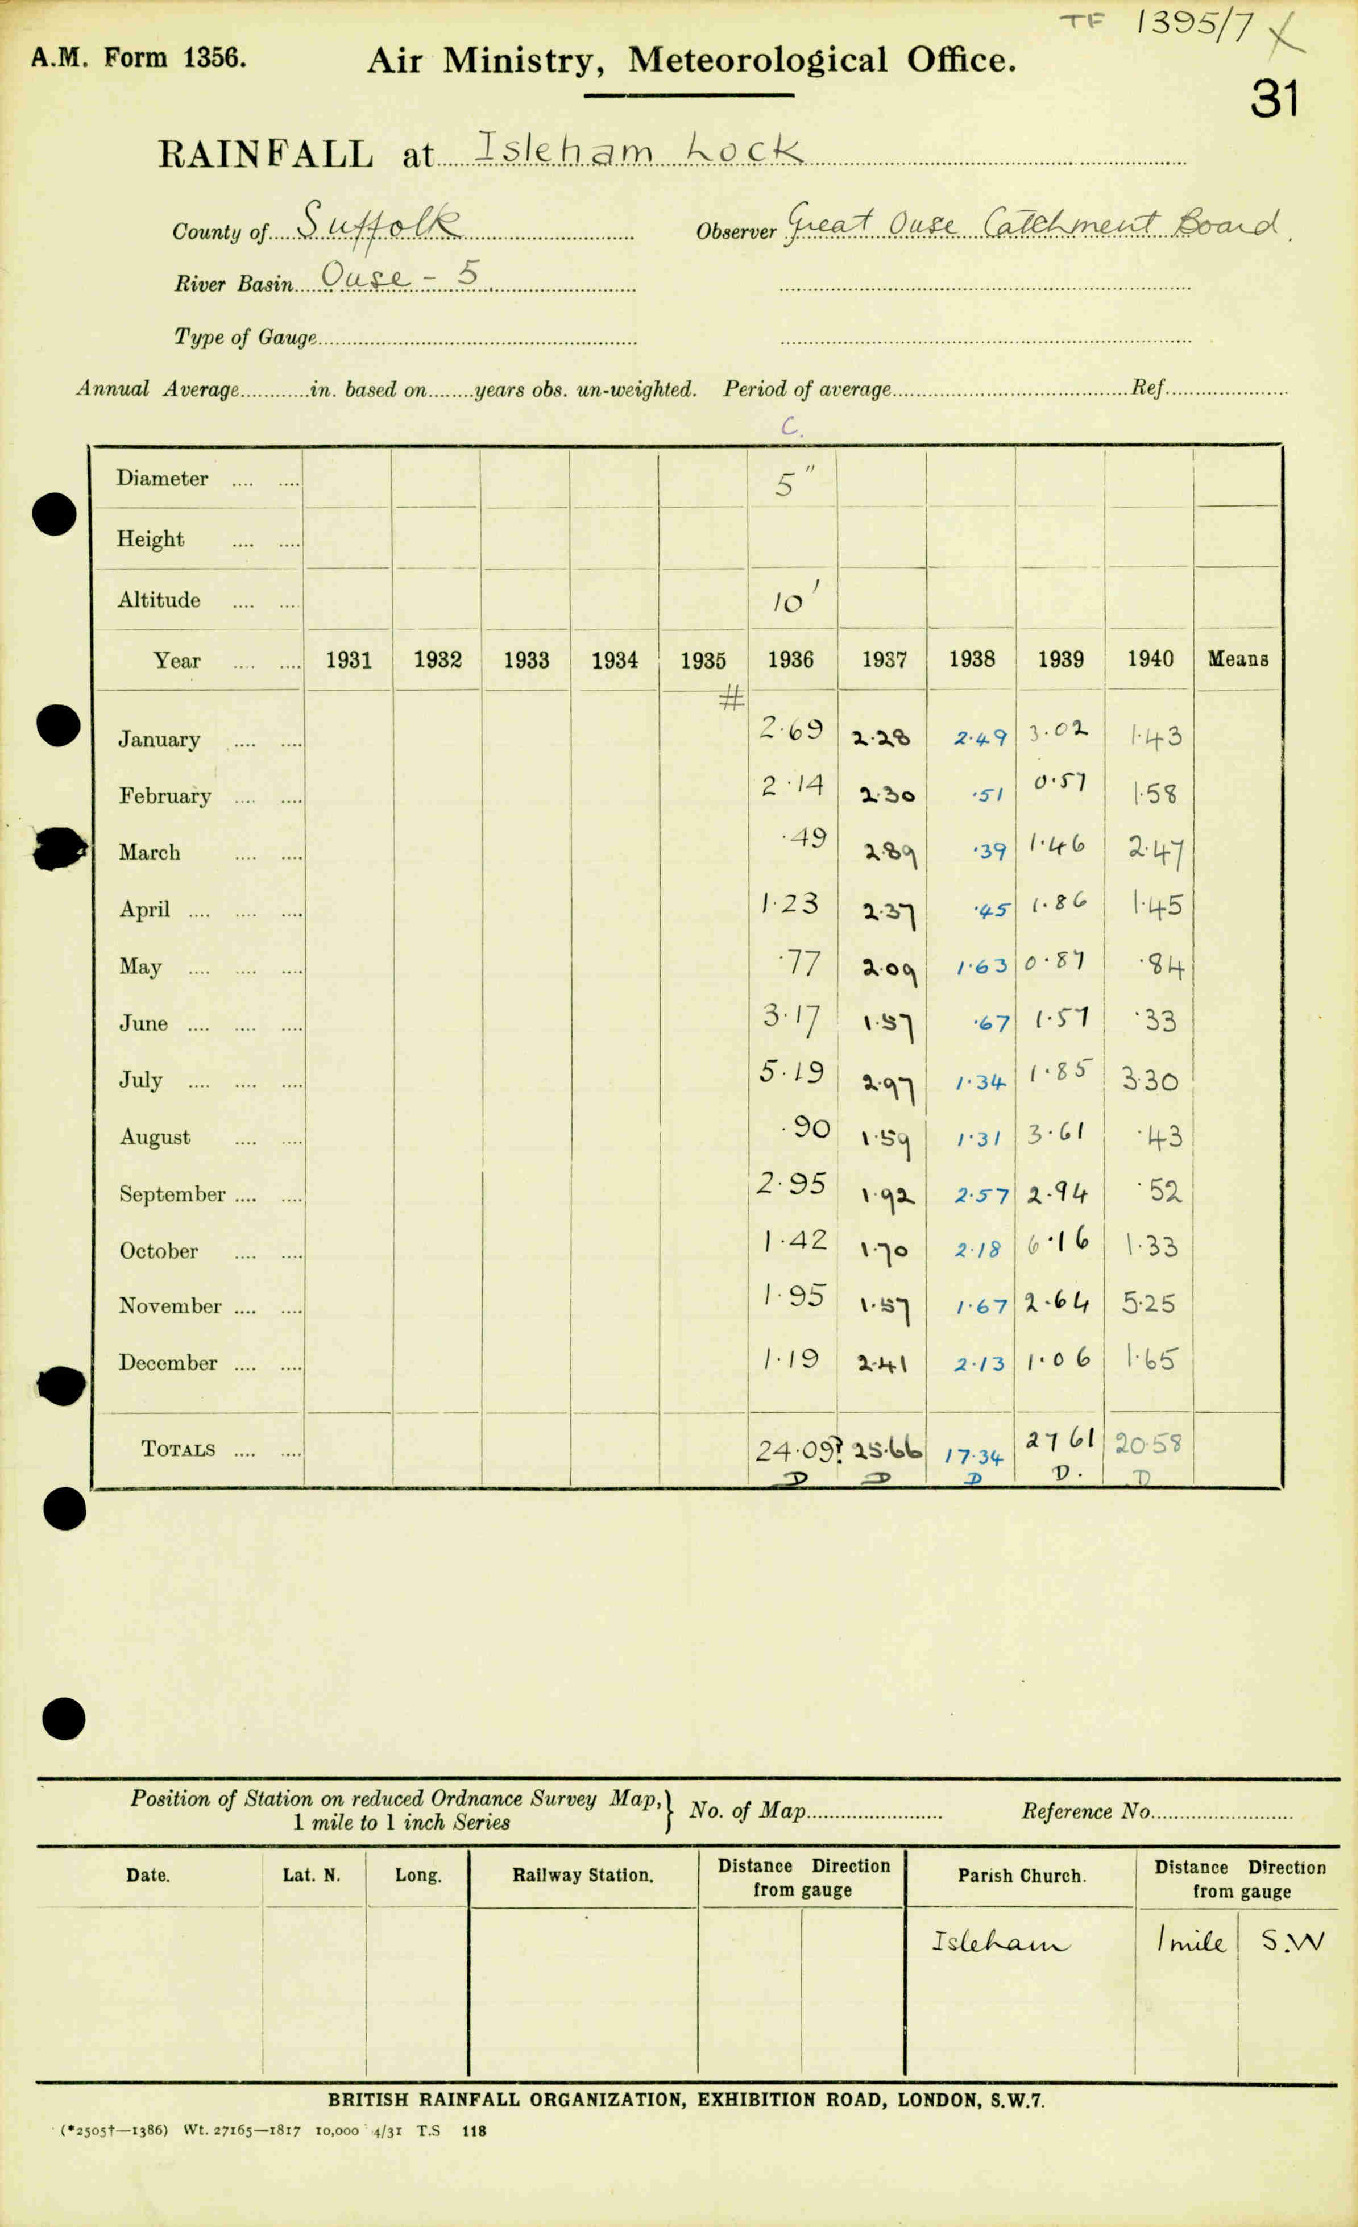 TF 1395/7 X
A.M. Form 1356. Air Ministry, Meteorological Office.
31
RAINFALL at Isleham Lock
County of Suffolk Observer Great Ouse Catchment Board.
River Basin Ouse - 5
Type of Gauge
Annual Average............in. based on........years obs. un-weighted. Period of average............Ref............
C.
Diameter .... .... 5"
Height .... ....
Altitude .... .... 10'
Year .... .... 1931 1932 1933 1934 1935 1936 1937 1938 1939 1940 Means
#
January .... .... 2·69 2·28 2·49 3·02 1·43
February .... .... 2·14 2·30 ·51 0·57 1·58
March .... .... ·49 2·89 ·39 1·46 2·47
April .... .... .... 1·23 2·37 ·45 1·86 1·45
May .... .... .... ·77 2·09 1·63 0·87 ·84
June .... .... .... 3·17 1·57 ·67 1·57 ·33
July .... .... .... 5·19 2·97 1·34 1·85 3·30
August .... .... ·90 1·59 1·31 3·61 ·43
September .... .... 2·95 1·92 2·57 2·94 ·52
October .... .... 1·42 1·70 2·18 6·16 1·33
November .... .... 1·95 1·57 1·67 2·64 5·25
December .... .... 1·19 2·41 2·13 1·06 1·65
TOTALS .... .... 24·09? 25·66 17·34 27 61 20·58
D D D D. D
Position of Station on reduced Ordnance Survey Map, } No. of Map............ Reference No............
1 mile to 1 inch Series
Date. Lat. N. Long. Railway Station. Distance Direction from gauge Parish Church. Distance Direction from gauge
Isleham 1 mile S.W
BRITISH RAINFALL ORGANIZATION, EXHIBITION ROAD, LONDON, S.W.7.
(*2505†—1386) Wt. 27165—1817 10,000 4/31 T.S 118